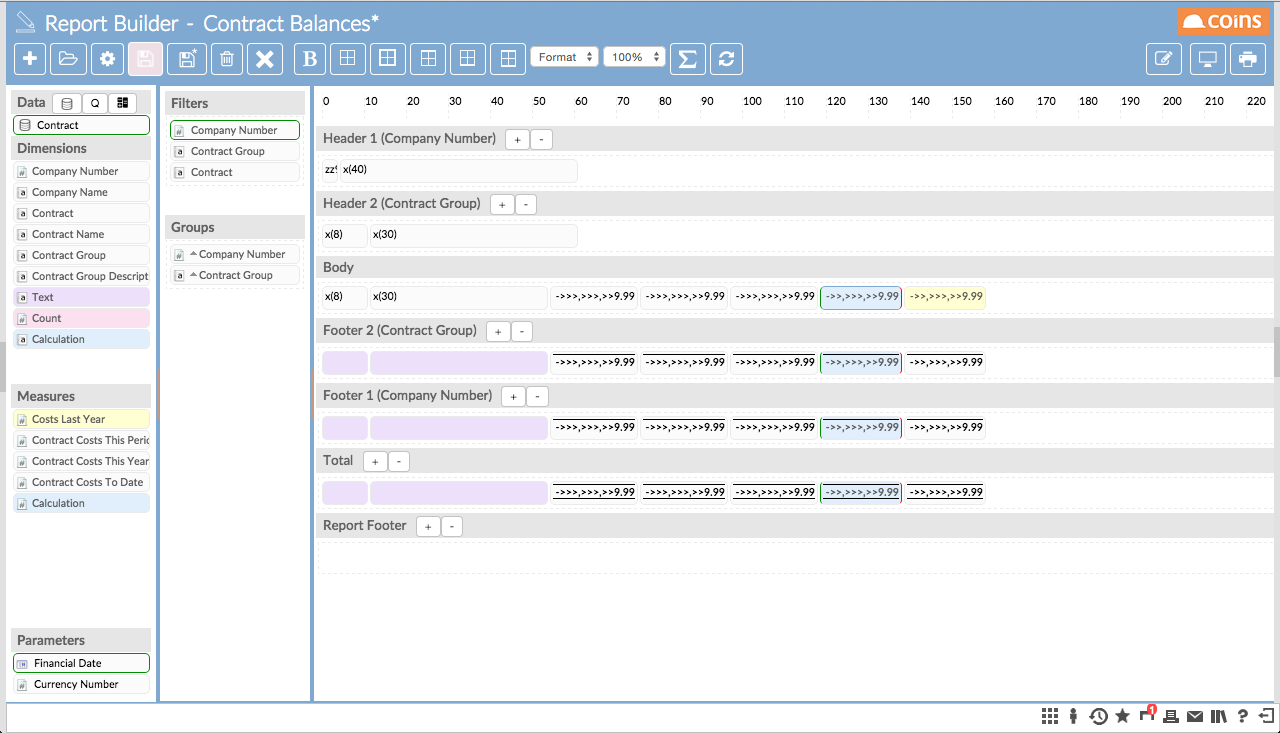 Report Builder - Contract Balances*
coins
B
Format
100%
Σ
Data
Q
Contract
Dimensions
Company Number
Company Name
Contract
Contract Name
Contract Group
Contract Group Descript
Text
Count
Calculation
Measures
Costs Last Year
Contract Costs This Peric
Contract Costs This Year
Contract Costs To Date
Calculation
Parameters
Financial Date
Currency Number
Filters
Company Number
Contract Group
Contract
Groups
Company Number
Contract Group
0 10 20 30 40 50 60 70 80 90 100 110 120 130 140 150 160 170 180 190 200 210 220
Header 1 (Company Number) + -
zz! x(40)
Header 2 (Contract Group) + -
x(8) x(30)
Body
x(8) x(30) ->>>,>>>,>>9.99 ->>>,>>>,>>9.99 ->>>,>>>,>>9.99 ->>,>>>,>>9.99 ->>,>>>,>>9.99
Footer 2 (Contract Group) + -
->>>,>>>,>>9.99 ->>>,>>>,>>9.99 ->>>,>>>,>>9.99 ->>,>>>,>>9.99 ->>,>>>,>>9.99
Footer 1 (Company Number) + -
->>>,>>>,>>9.99 ->>>,>>>,>>9.99 ->>>,>>>,>>9.99 ->>,>>>,>>9.99 ->>,>>>,>>9.99
Total + -
->>>,>>>,>>9.99 ->>>,>>>,>>9.99 ->>>,>>>,>>9.99 ->>,>>>,>>9.99 ->>,>>>,>>9.99
Report Footer + -
1
?